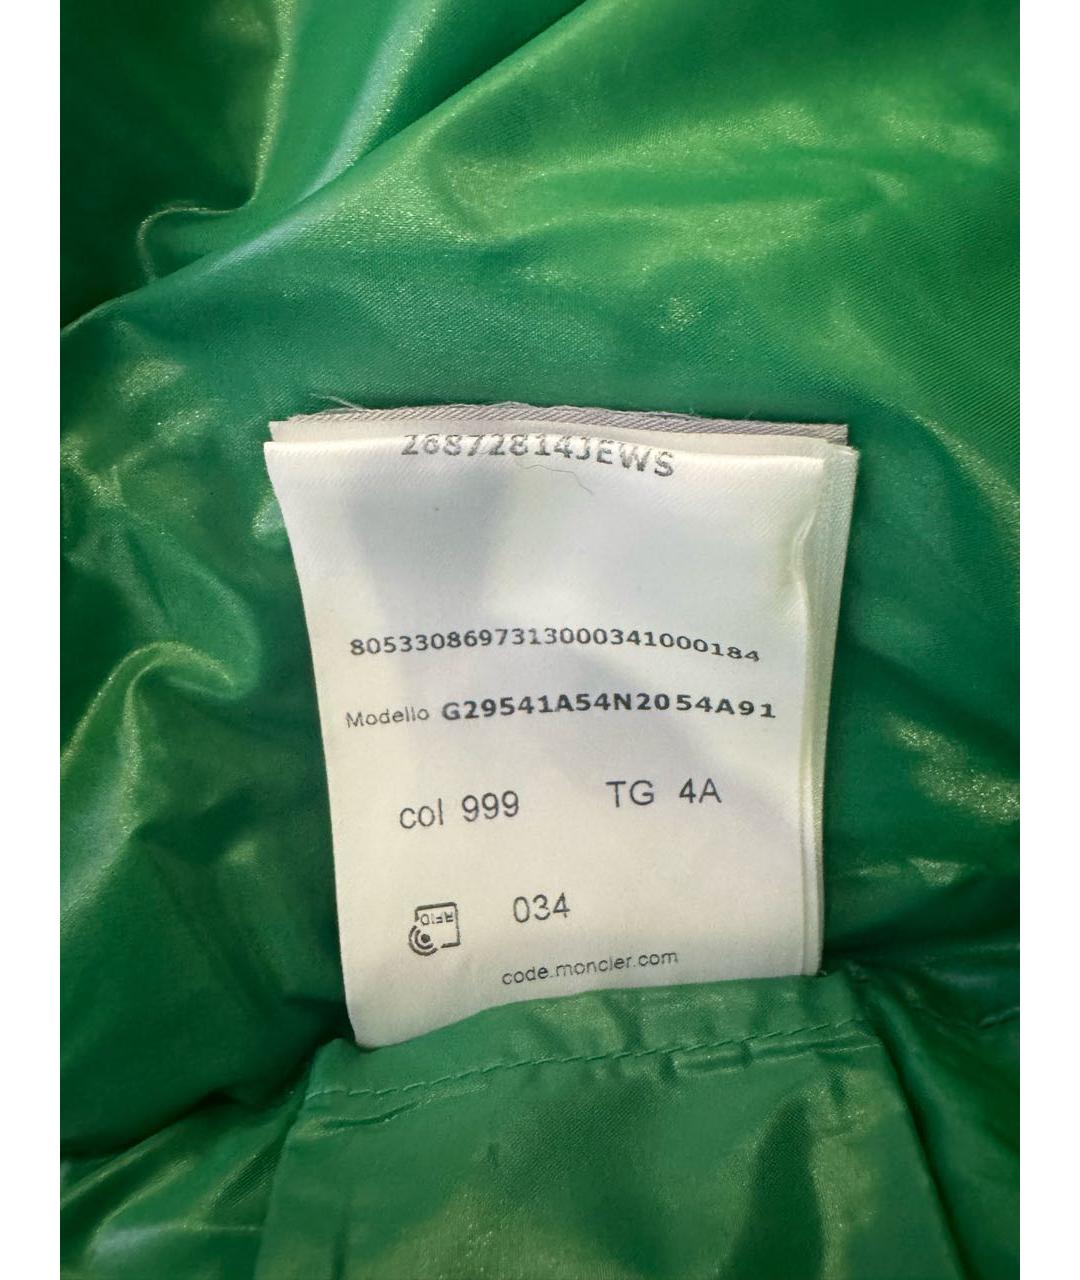 26872814JEWS
8053308697313000341000184
Modello G29541A54N2054A91
col 999 TG 4A
RFID 034
code.moncler.com